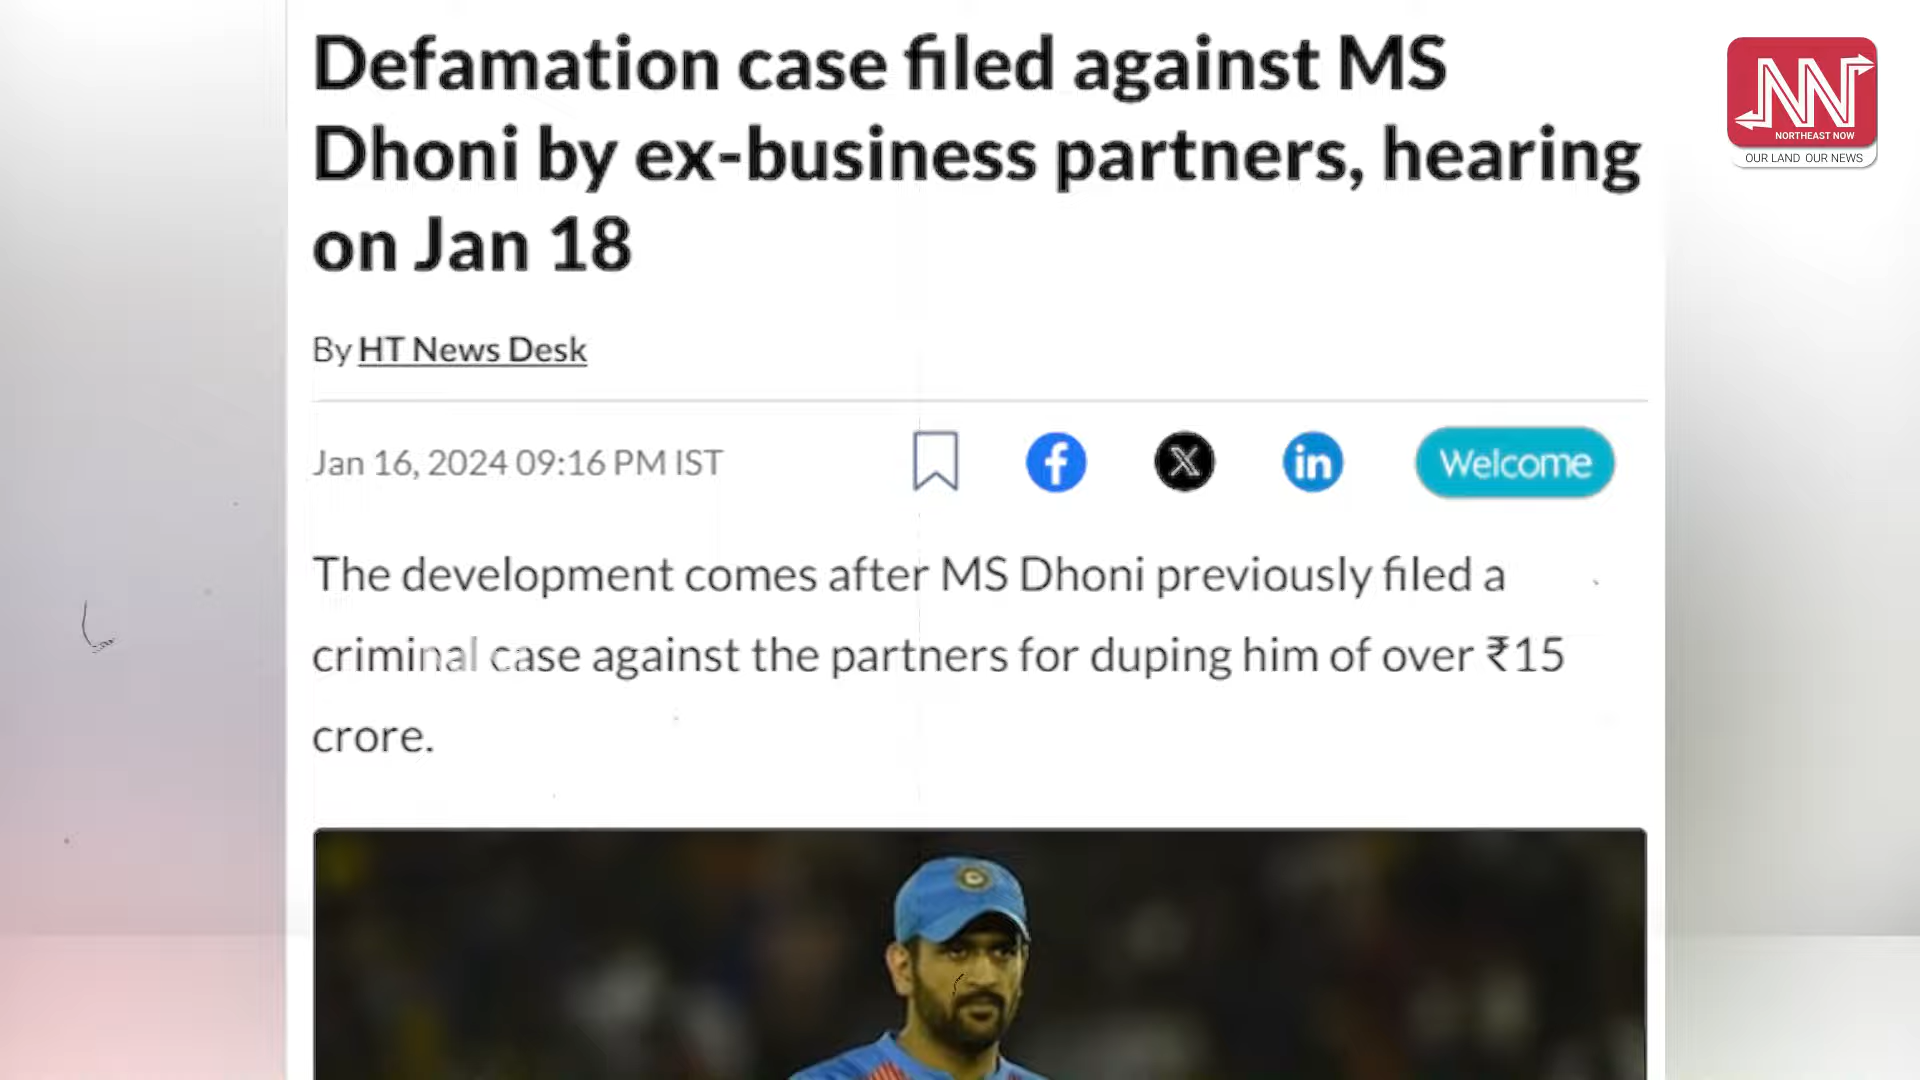 Defamation case filed against MS
Dhoni by ex-business partners, hearing
on Jan 18
By HT News Desk
Jan 16, 2024 09:16 PM IST
Welcome
The development comes after MS Dhoni previously filed a
criminal case against the partners for duping him of over ₹15
crore.
NN
NORTHEAST NOW
OUR LAND OUR NEWS